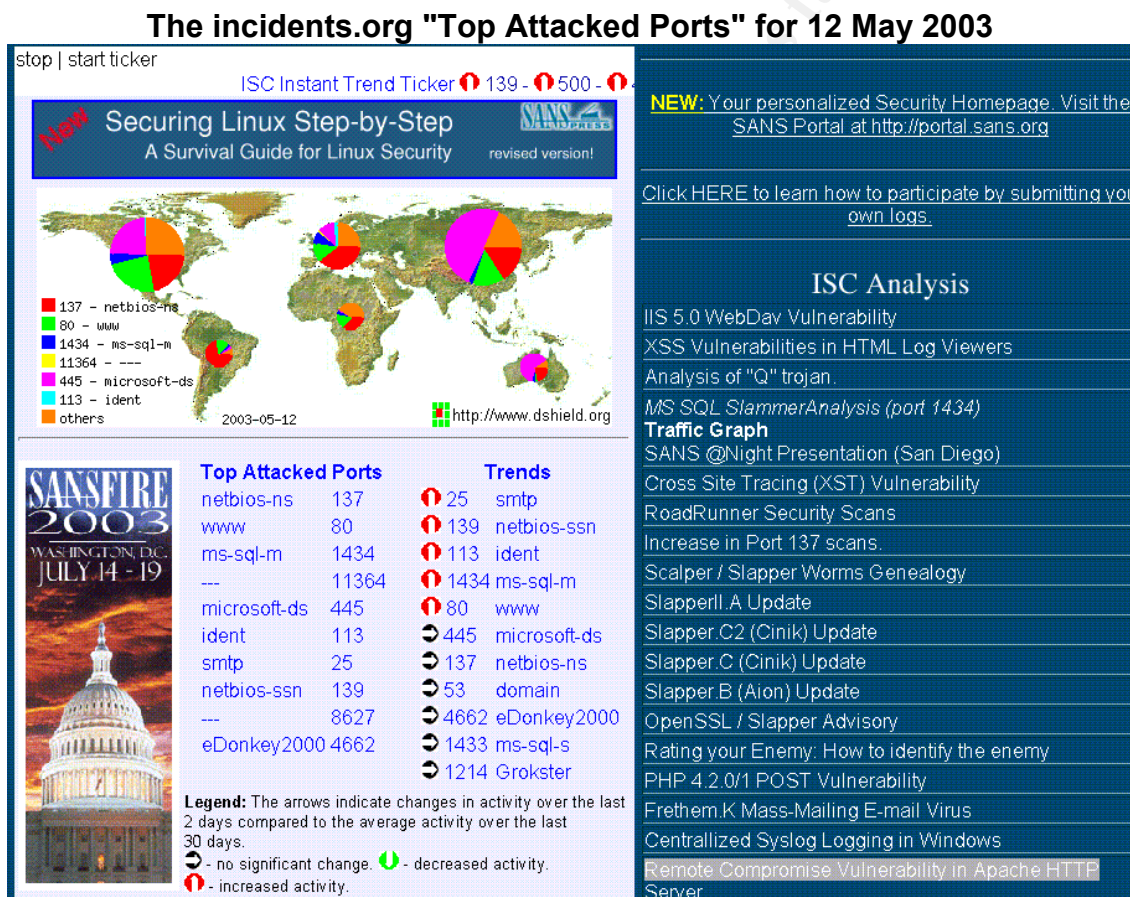 The incidents.org "Top Attacked Ports" for 12 May 2003
stop | start ticker
ISC Instant Trend Ticker 139 - 500 -
New
Securing Linux Step-by-Step
A Survival Guide for Linux Security revised version!
SANS PRESS
137 - netbios-ns
80 - www
1434 - ms-sql-m
11364 - ---
445 - microsoft-ds
113 - ident
others
2003-05-12
http://www.dshield.org
SANSFIRE
2003
WASHINGTON, D.C.
JULY 14 - 19
Top Attacked Ports
netbios-ns 137
www 80
ms-sql-m 1434
--- 11364
microsoft-ds 445
ident 113
smtp 25
netbios-ssn 139
--- 8627
eDonkey2000 4662
Trends
25 smtp
139 netbios-ssn
113 ident
1434 ms-sql-m
80 www
445 microsoft-ds
137 netbios-ns
53 domain
4662 eDonkey2000
1433 ms-sql-s
1214 Grokster
Legend: The arrows indicate changes in activity over the last
2 days compared to the average activity over the last
30 days.
- no significant change. - decreased activity.
- increased activity.
NEW: Your personalized Security Homepage. Visit the
SANS Portal at http://portal.sans.org
Click HERE to learn how to participate by submitting you
own logs.
ISC Analysis
IIS 5.0 WebDav Vulnerability
XSS Vulnerabilities in HTML Log Viewers
Analysis of "Q" trojan.
MS SQL SlammerAnalysis (port 1434)
Traffic Graph
SANS @Night Presentation (San Diego)
Cross Site Tracing (XST) Vulnerability
RoadRunner Security Scans
Increase in Port 137 scans.
Scalper / Slapper Worms Genealogy
SlapperII.A Update
Slapper.C2 (Cinik) Update
Slapper.C (Cinik) Update
Slapper.B (Aion) Update
OpenSSL / Slapper Advisory
Rating your Enemy: How to identify the enemy
PHP 4.2.0/1 POST Vulnerability
Frethem.K Mass-Mailing E-mail Virus
Centrallized Syslog Logging in Windows
Remote Compromise Vulnerability in Apache HTTP
Server